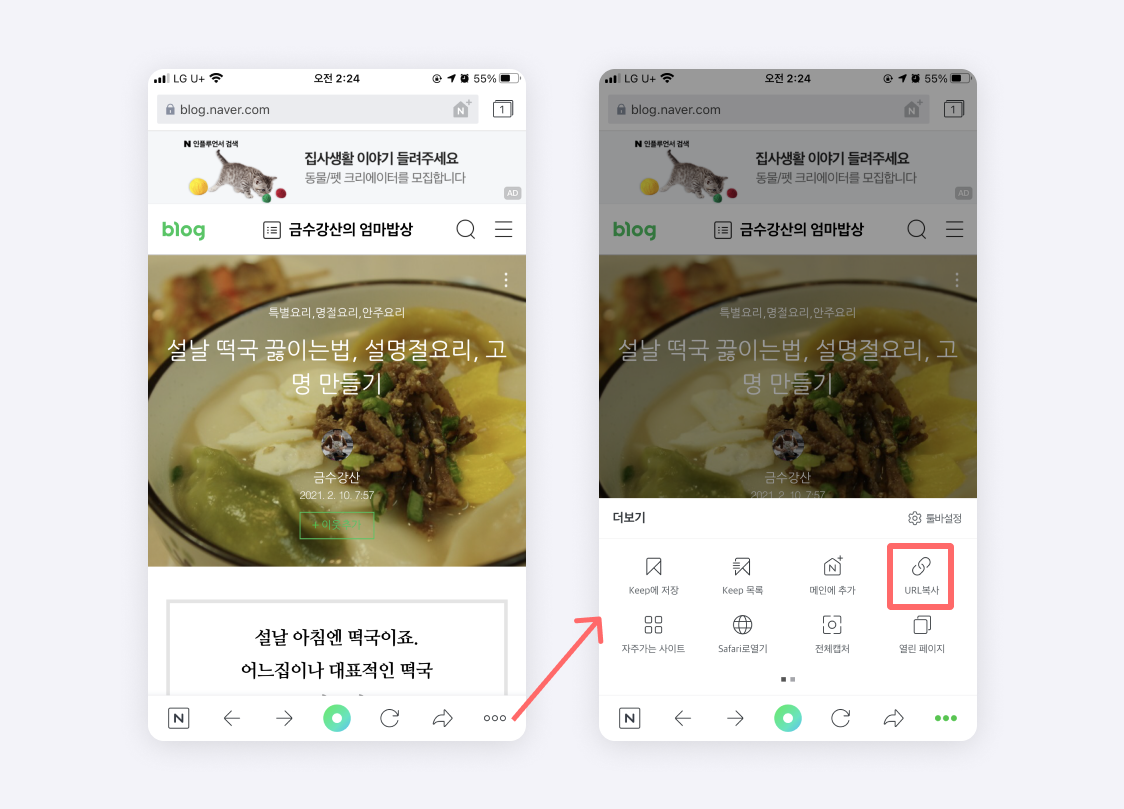 LG U+ 오전 2:24 55%
blog.naver.com N 1
N 인플루언서 검색
집사생활 이야기 들려주세요
동물/펫 크리에이터를 모집합니다
AD
blog 금수강산의 엄마밥상
특별요리,명절요리,안주요리
설날 떡국 끓이는법, 설명절요리, 고
명 만들기
금수강산
2021. 2. 10. 7:57
설날 아침엔 떡국이죠.
어느집이나 대표적인 떡국
N
LG U+ 오전 2:24 55%
blog.naver.com N 1
N 인플루언서 검색
집사생활 이야기 들려주세요
동물/펫 크리에이터를 모집합니다
AD
blog 금수강산의 엄마밥상
특별요리,명절요리,안주요리
설날 떡국 끓이는법, 설명절요리, 고
명 만들기
금수강산
2021. 2. 10. 7:57
더보기 툴바설정
N
Keep에 저장 Keep 목록 메인에 추가 URL복사
자주가는 사이트 Safari로열기 전체캡처 열린 페이지
N